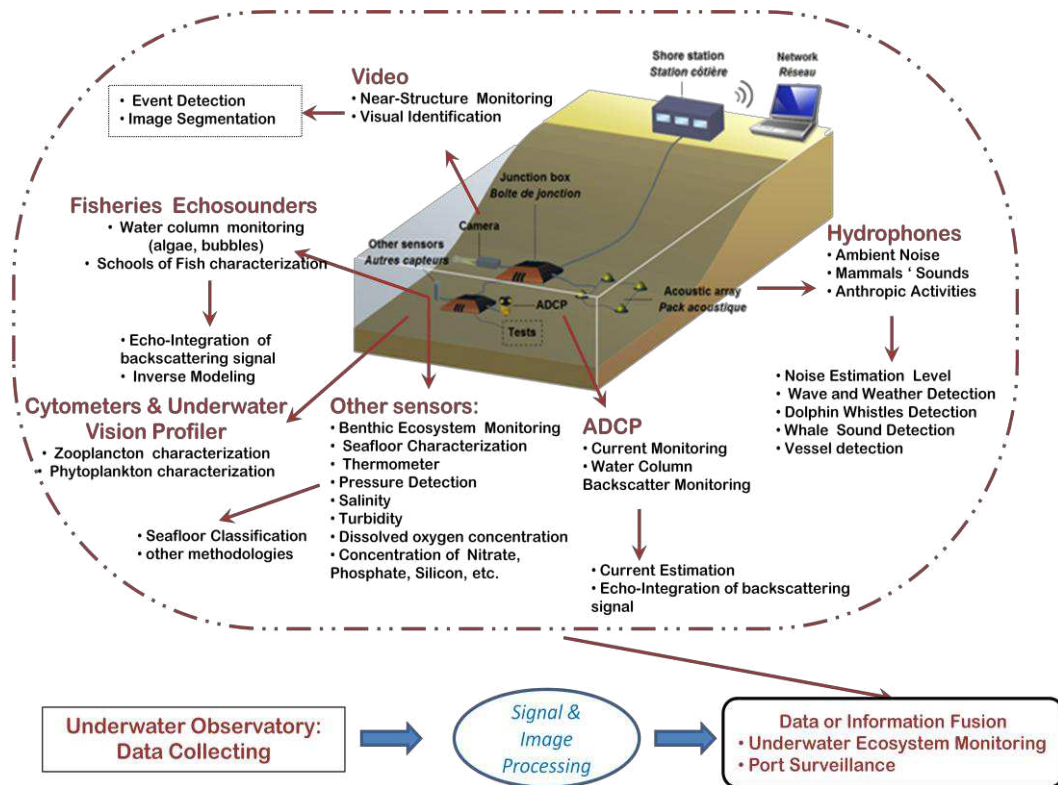 Shore station
Station côtière
Network
Réseau
Video
• Near-Structure Monitoring
• Visual Identification
• Event Detection
• Image Segmentation
Junction box
Boîte de jonction
Camera
Other sensors
Autres capteurs
ADCP
Tests
Acoustic array
Pack acoustique
Fisheries Echosounders
• Water column monitoring
(algae, bubbles)
• Schools of Fish characterization
• Echo-Integration of
backscattering signal
• Inverse Modeling
Hydrophones
• Ambient Noise
• Mammals ‘ Sounds
• Anthropic Activities
• Noise Estimation Level
• Wave and Weather Detection
• Dolphin Whistles Detection
• Whale Sound Detection
• Vessel detection
Cytometers & Underwater
Vision Profiler
• Zooplancton characterization
• Phytoplankton characterization
Other sensors:
• Benthic Ecosystem Monitoring
• Seafloor Characterization
• Thermometer
• Pressure Detection
• Salinity
• Turbidity
• Dissolved oxygen concentration
• Concentration of Nitrate,
Phosphate, Silicon, etc.
• Seafloor Classification
• other methodologies
ADCP
• Current Monitoring
• Water Column
Backscatter Monitoring
• Current Estimation
• Echo-Integration of backscattering
signal
Underwater Observatory:
Data Collecting
Signal &
Image
Processing
Data or Information Fusion
• Underwater Ecosystem Monitoring
• Port Surveillance